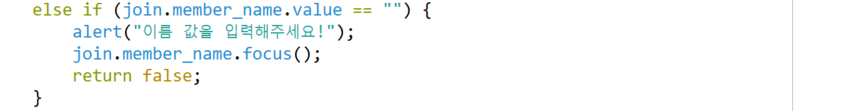 else if (join.member_name.value == "") {
alert("이름 값을 입력해주세요!");
join.member_name.focus();
return false;
}